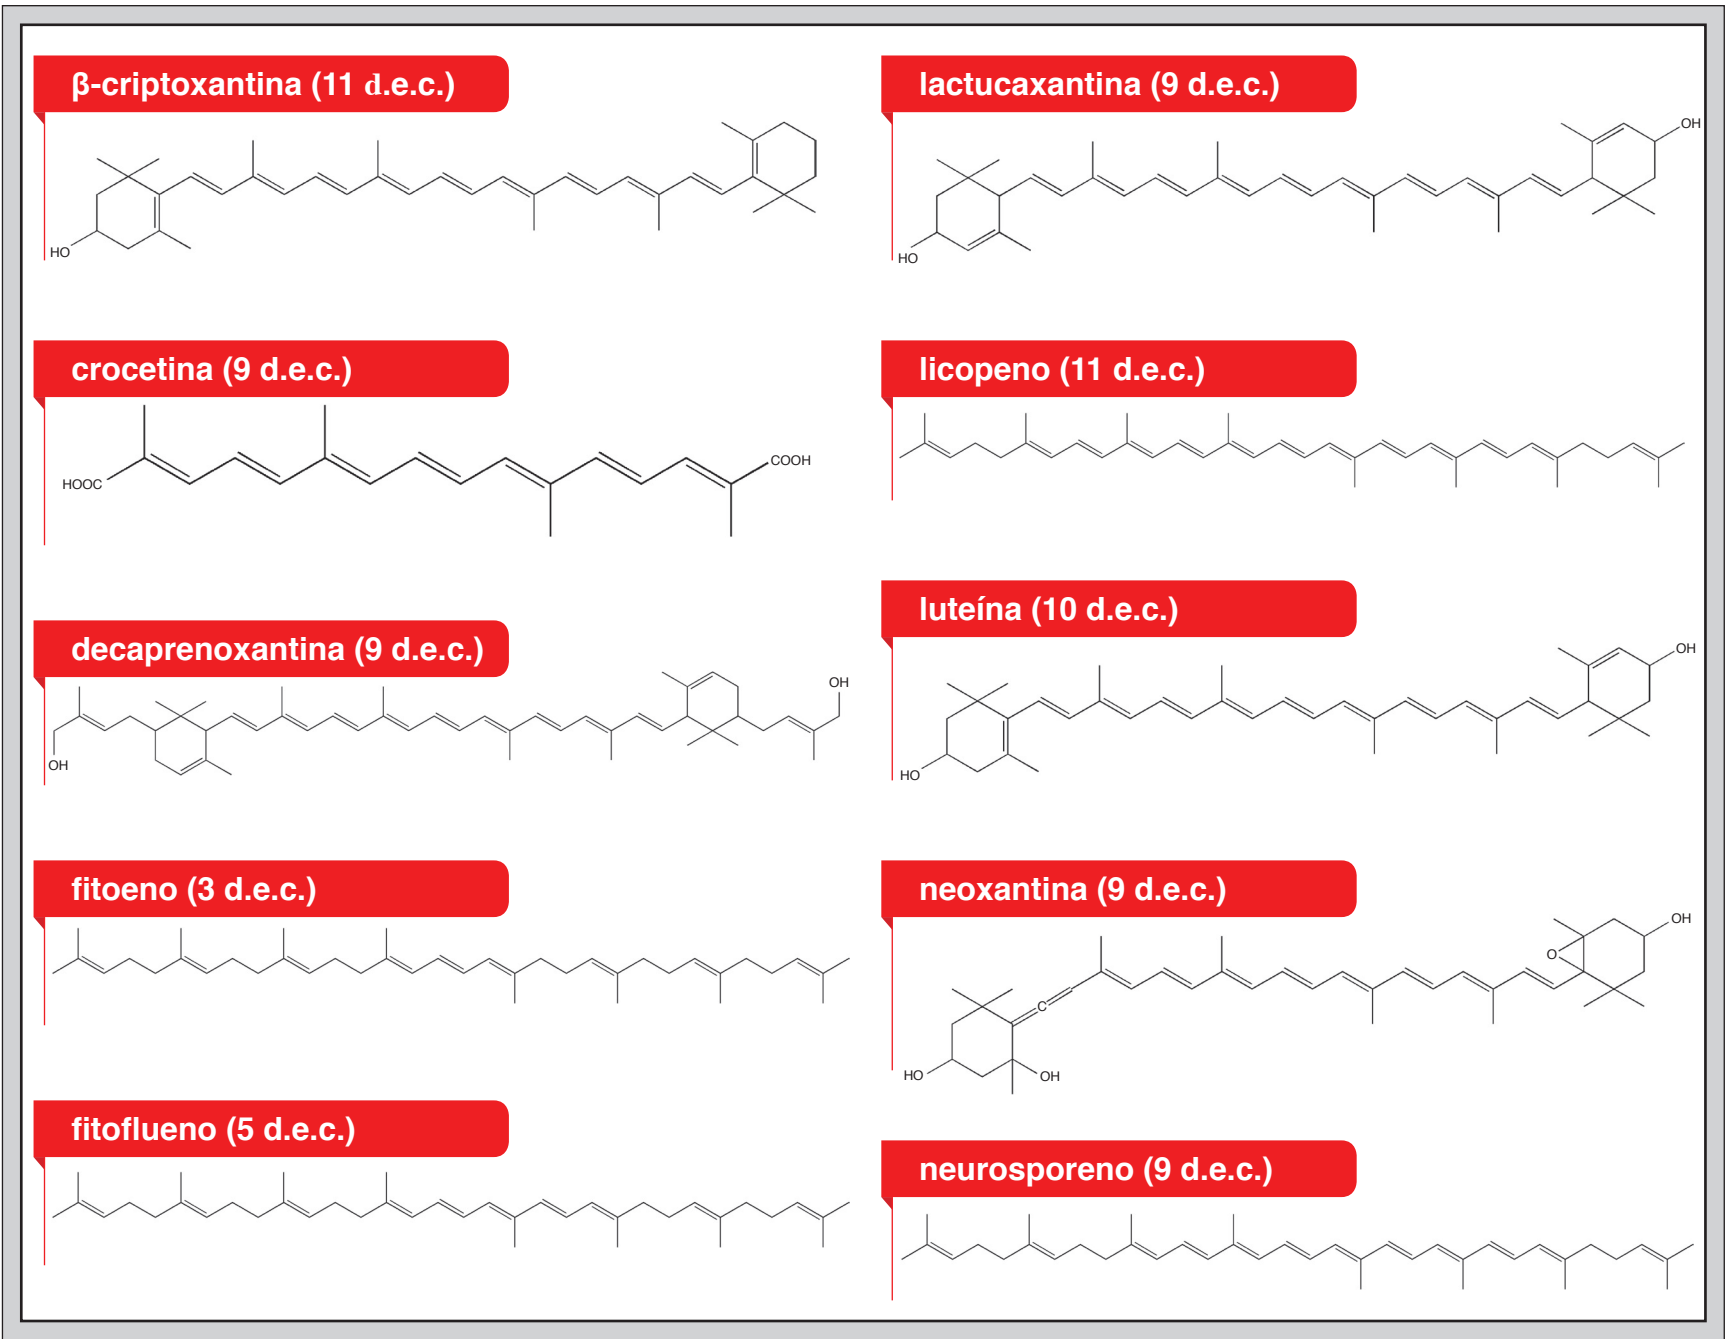 β-criptoxantina (11 d.e.c.)
HO
crocetina (9 d.e.c.)
HOOC
COOH
decaprenoxantina (9 d.e.c.)
OH
OH
fitoeno (3 d.e.c.)
fitoflueno (5 d.e.c.)
lactucaxantina (9 d.e.c.)
OH
HO
licopeno (11 d.e.c.)
luteína (10 d.e.c.)
OH
HO
neoxantina (9 d.e.c.)
OH
O
C
HO
OH
neurosporeno (9 d.e.c.)